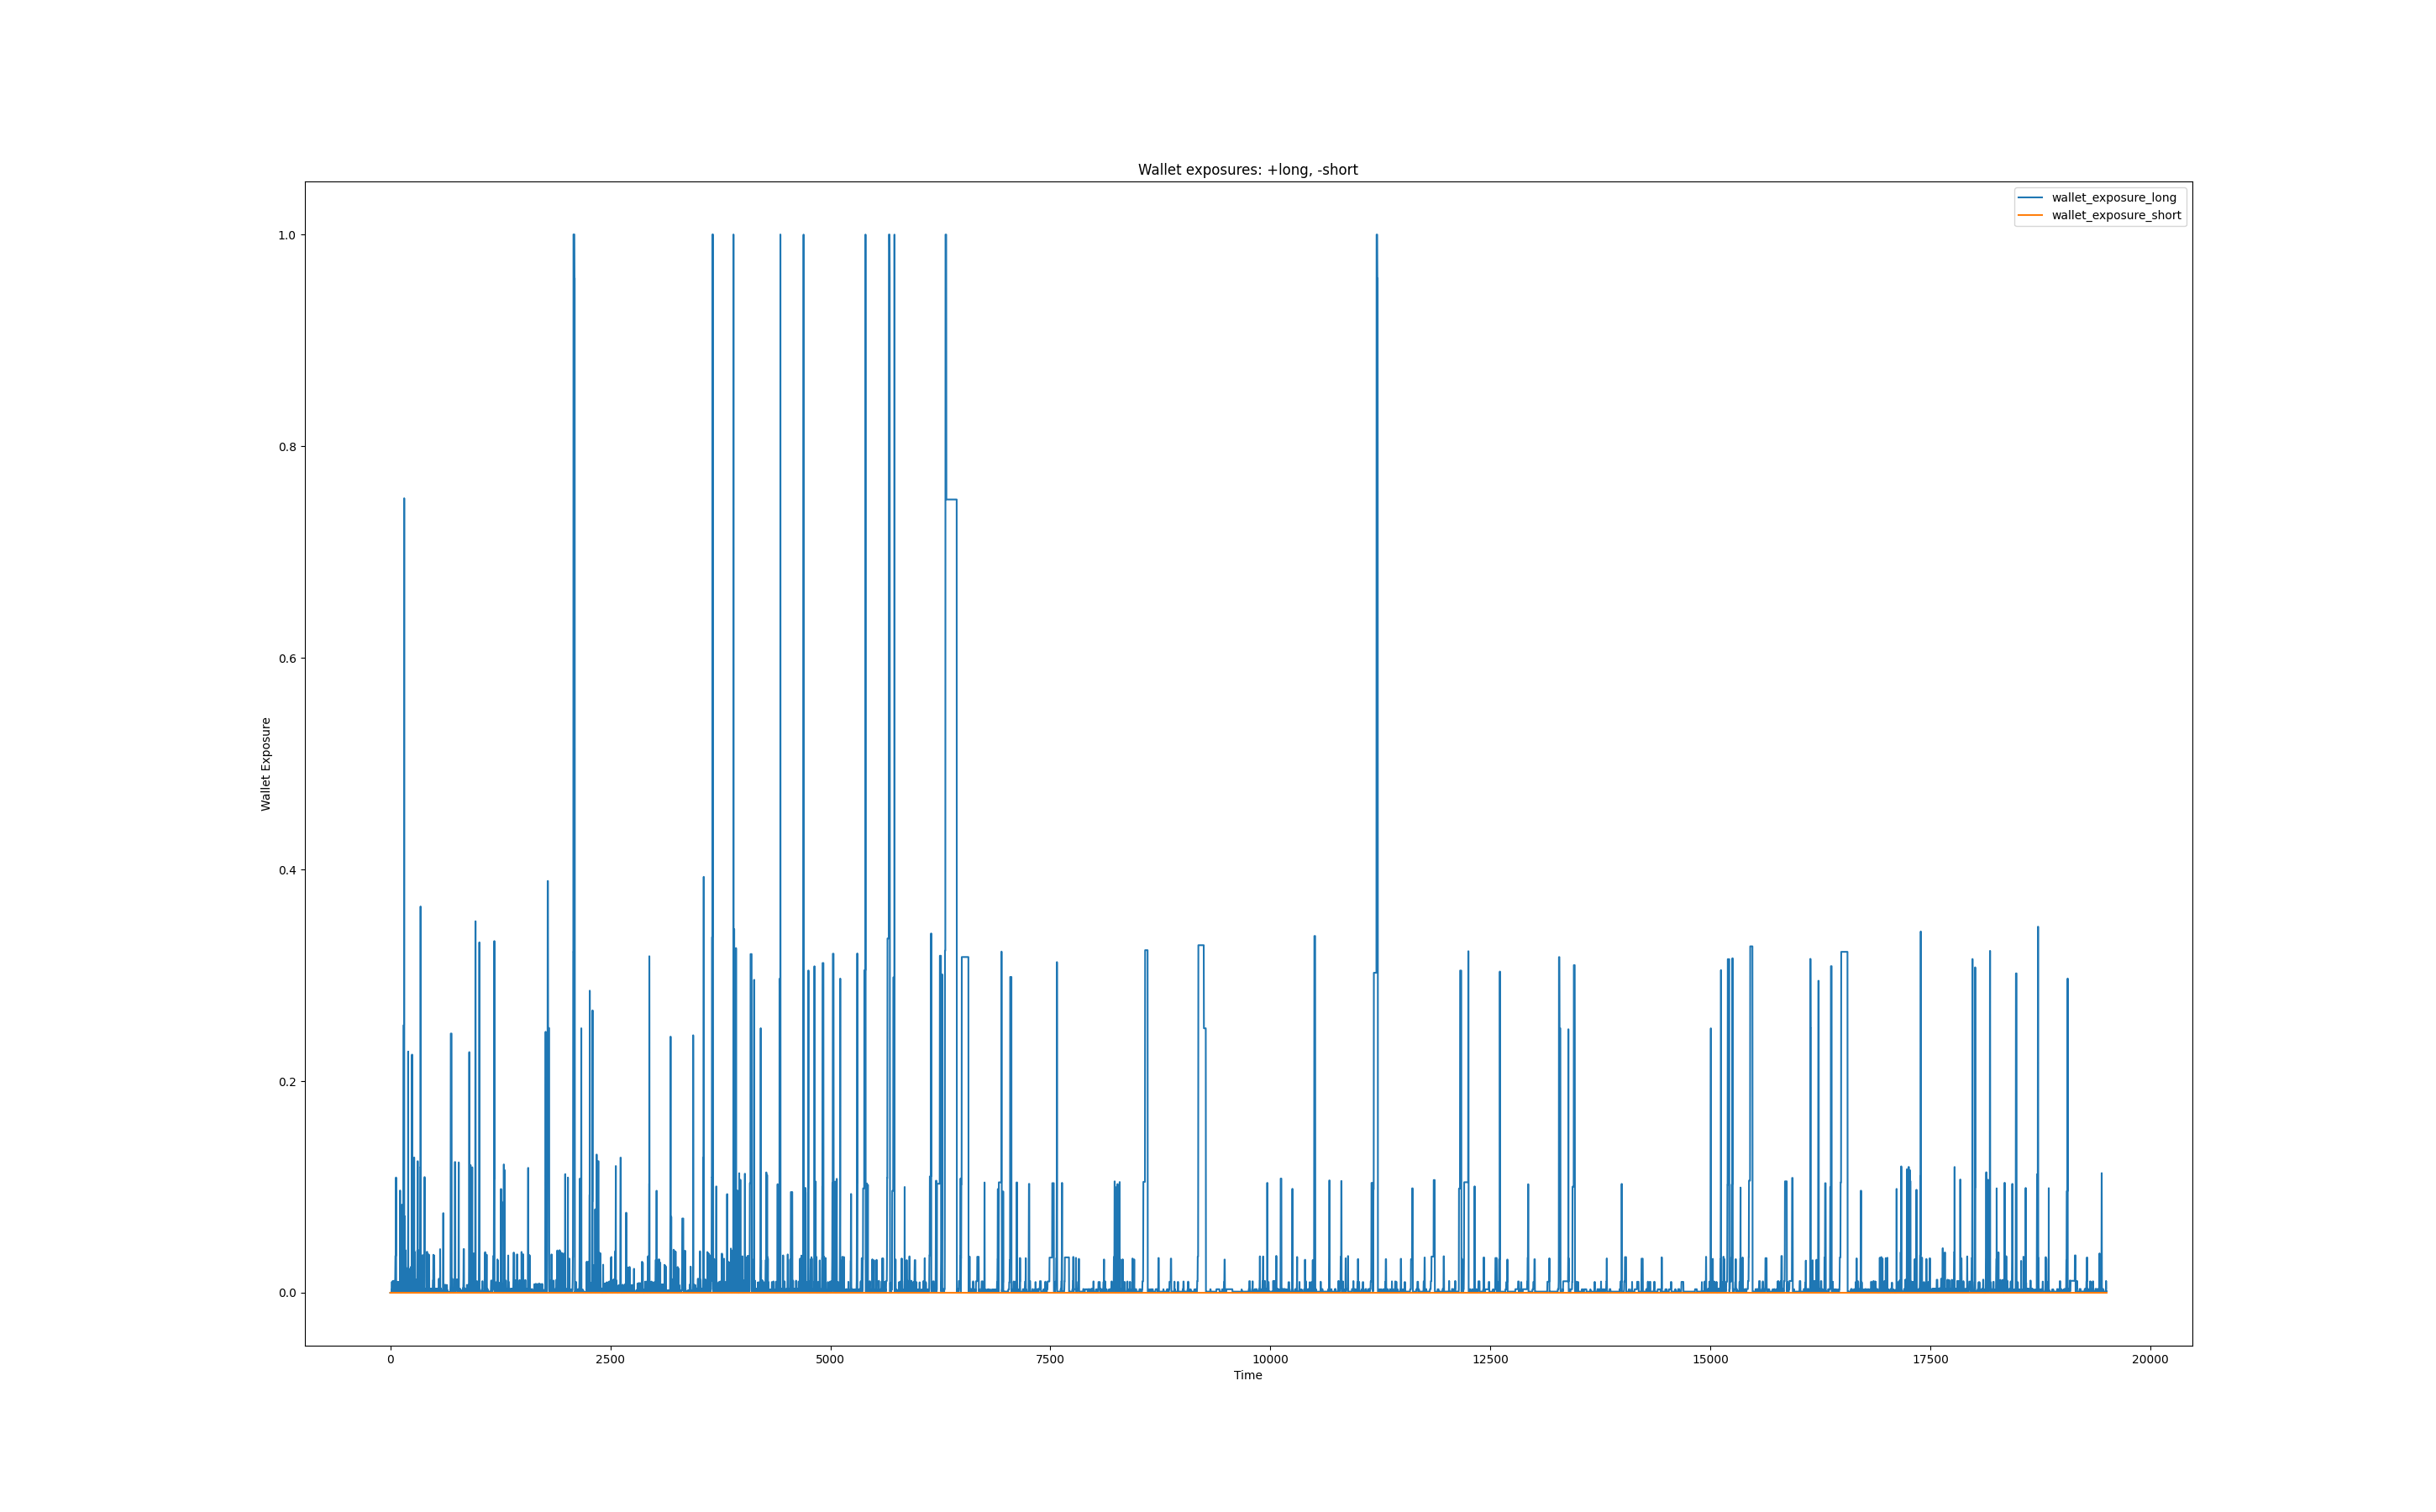 Wallet exposures: +long, -short
wallet_exposure_long
wallet_exposure_short
1.0
0.8
0.6
0.4
0.2
0.0
Wallet Exposure
0 2500 5000 7500 10000 12500 15000 17500 20000
Time